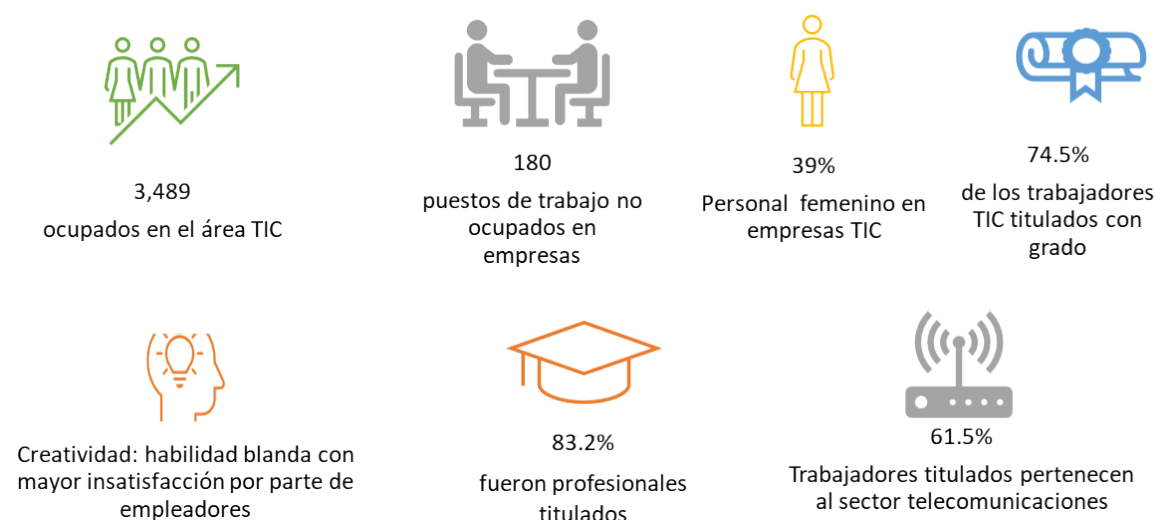 3,489
ocupados en el área TIC
180
puestos de trabajo no
ocupados en
empresas
39%
Personal femenino en
empresas TIC
74.5%
de los trabajadores
TIC titulados con
grado
Creatividad: habilidad blanda con
mayor insatisfacción por parte de
empleadores
83.2%
fueron profesionales
titulados
61.5%
Trabajadores titulados pertenecen
al sector telecomunicaciones